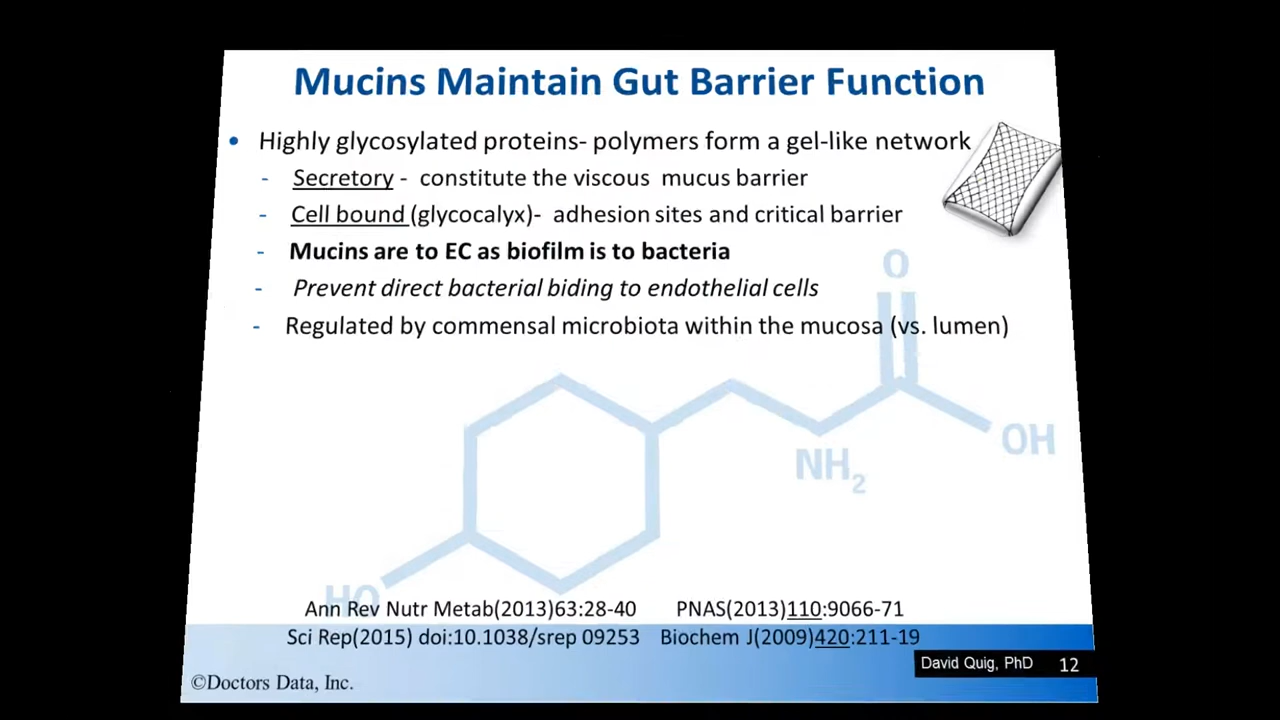 Mucins Maintain Gut Barrier Function
• Highly glycosylated proteins- polymers form a gel-like network
- Secretory - constitute the viscous mucus barrier
- Cell bound (glycocalyx)- adhesion sites and critical barrier
- Mucins are to EC as biofilm is to bacteria
- Prevent direct bacterial biding to endothelial cells
- Regulated by commensal microbiota within the mucosa (vs. lumen)
O
OH
NH2
HO
Ann Rev Nutr Metab(2013)63:28-40 PNAS(2013)110:9066-71
Sci Rep(2015) doi:10.1038/srep 09253 Biochem J(2009)420:211-19
David Quig, PhD 12
©Doctors Data, Inc.